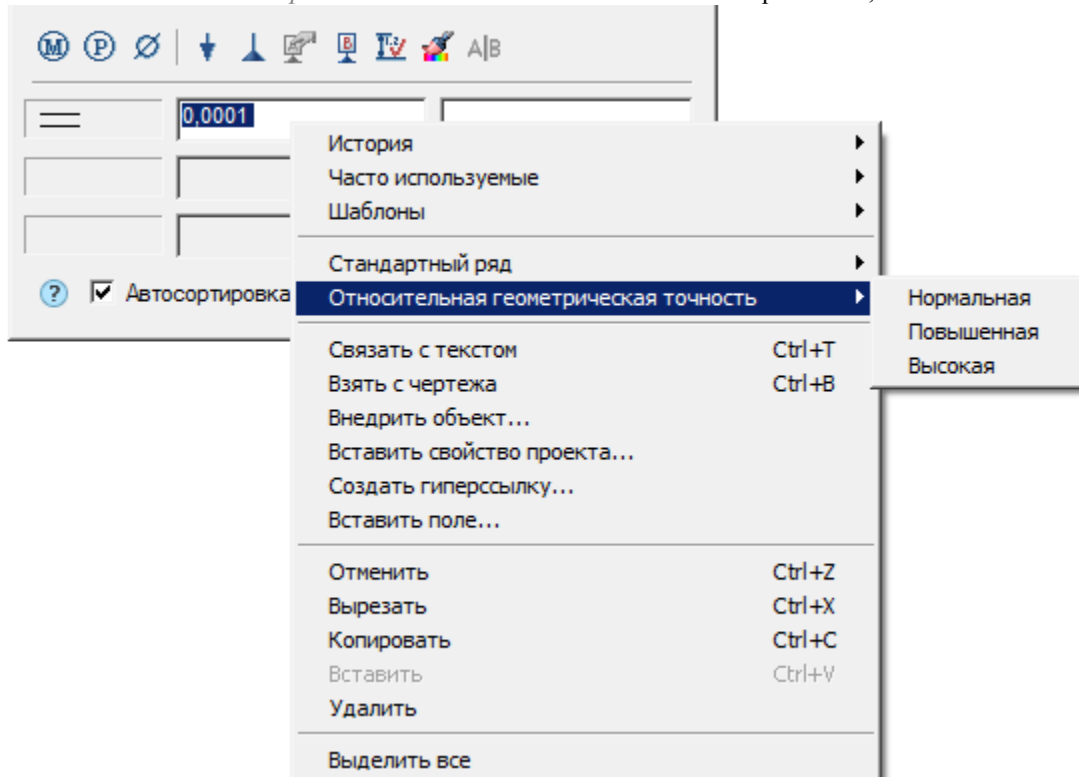 М Р Ø В A|B
0,0001
История
Часто используемые
Шаблоны
Стандартный ряд
Относительная геометрическая точность
Нормальная
? Автосортировка
Повышенная
Высокая
Связать с текстом Ctrl+T
Взять с чертежа Ctrl+B
Внедрить объект...
Вставить свойство проекта...
Создать гиперссылку...
Вставить поле...
Отменить Ctrl+Z
Вырезать Ctrl+X
Копировать Ctrl+C
Вставить Ctrl+V
Удалить
Выделить все